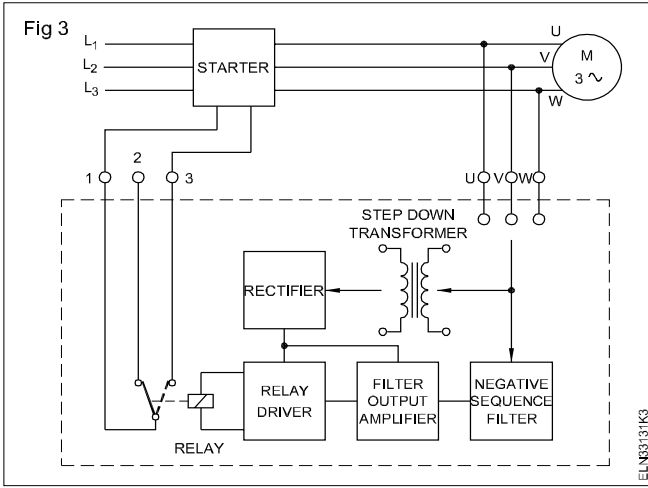 Fig 3
L1
L2
L3
STARTER
U
V
W
M
3 ∿
1
2
3
U
V
W
STEP DOWN
TRANSFORMER
RECTIFIER
RELAY
DRIVER
FILTER
OUTPUT
AMPLIFIER
NEGATIVE
SEQUENCE
FILTER
RELAY
ELN33131K3